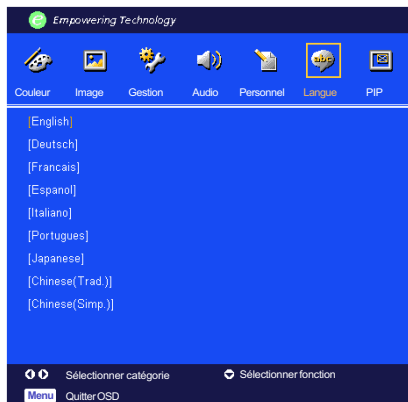 Empowering Technology
Couleur Image Gestion Audio Personnel Langue PIP
[English]
[Deutsch]
[Francais]
[Espanol]
[Italiano]
[Portugues]
[Japanese]
[Chinese(Trad.)]
[Chinese(Simp.)]
Sélectionner catégorie Sélectionner fonction
Menu Quitter OSD